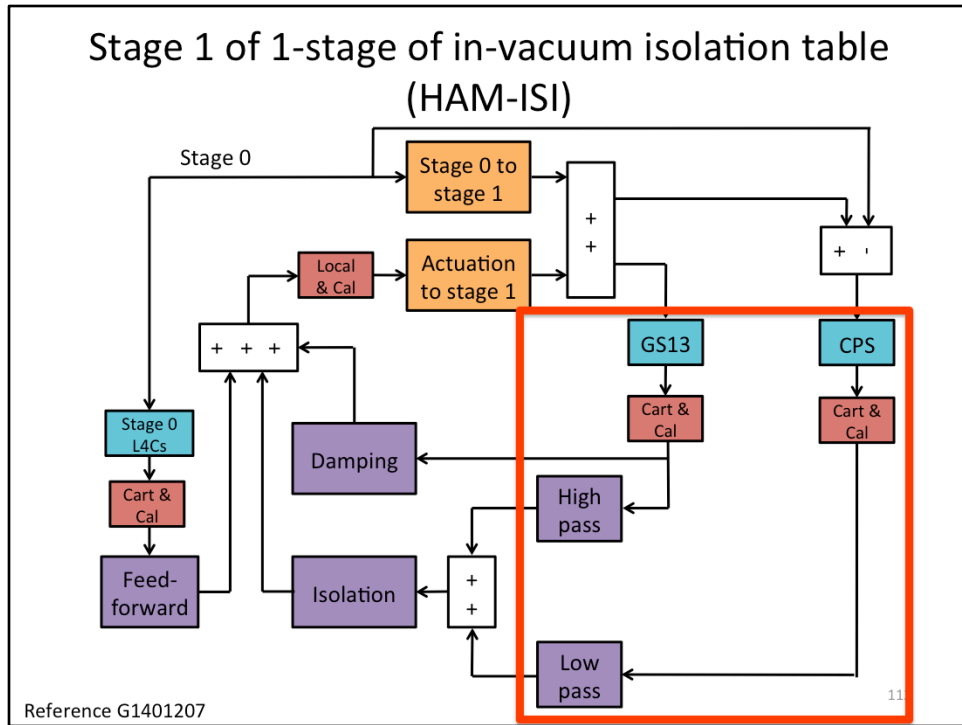 Stage 1 of 1-stage of in-vacuum isolation table
(HAM-ISI)
Stage 0
Stage 0 to
stage 1
+
+
+ '
Local
& Cal
Actuation
to stage 1
+ + +
GS13
CPS
Stage 0
L4Cs
Cart &
Cal
Cart &
Cal
Damping
Cart &
Cal
High
pass
Feed-
forward
Isolation
+
+
Low
pass
Reference G1401207